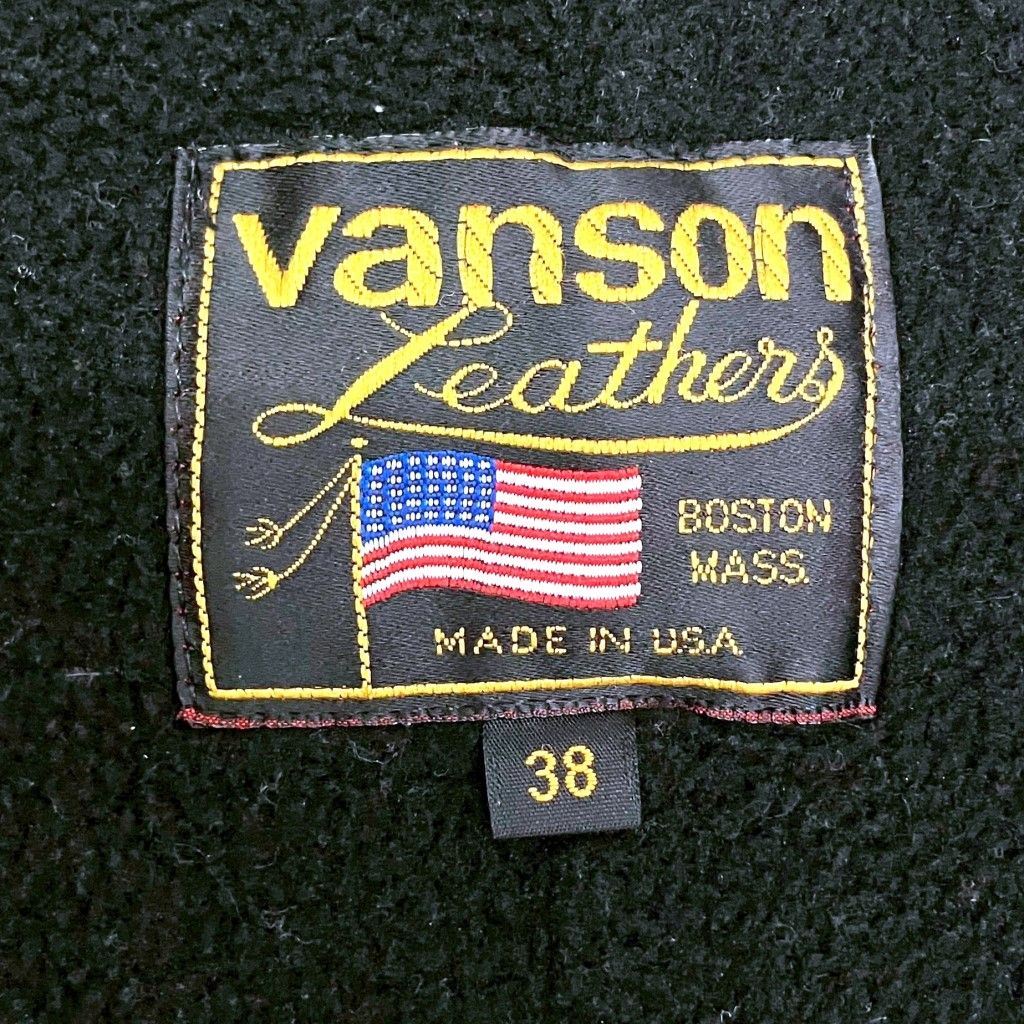 vanson
Leathers
BOSTON
MASS.
MADE IN U.S.A.
38